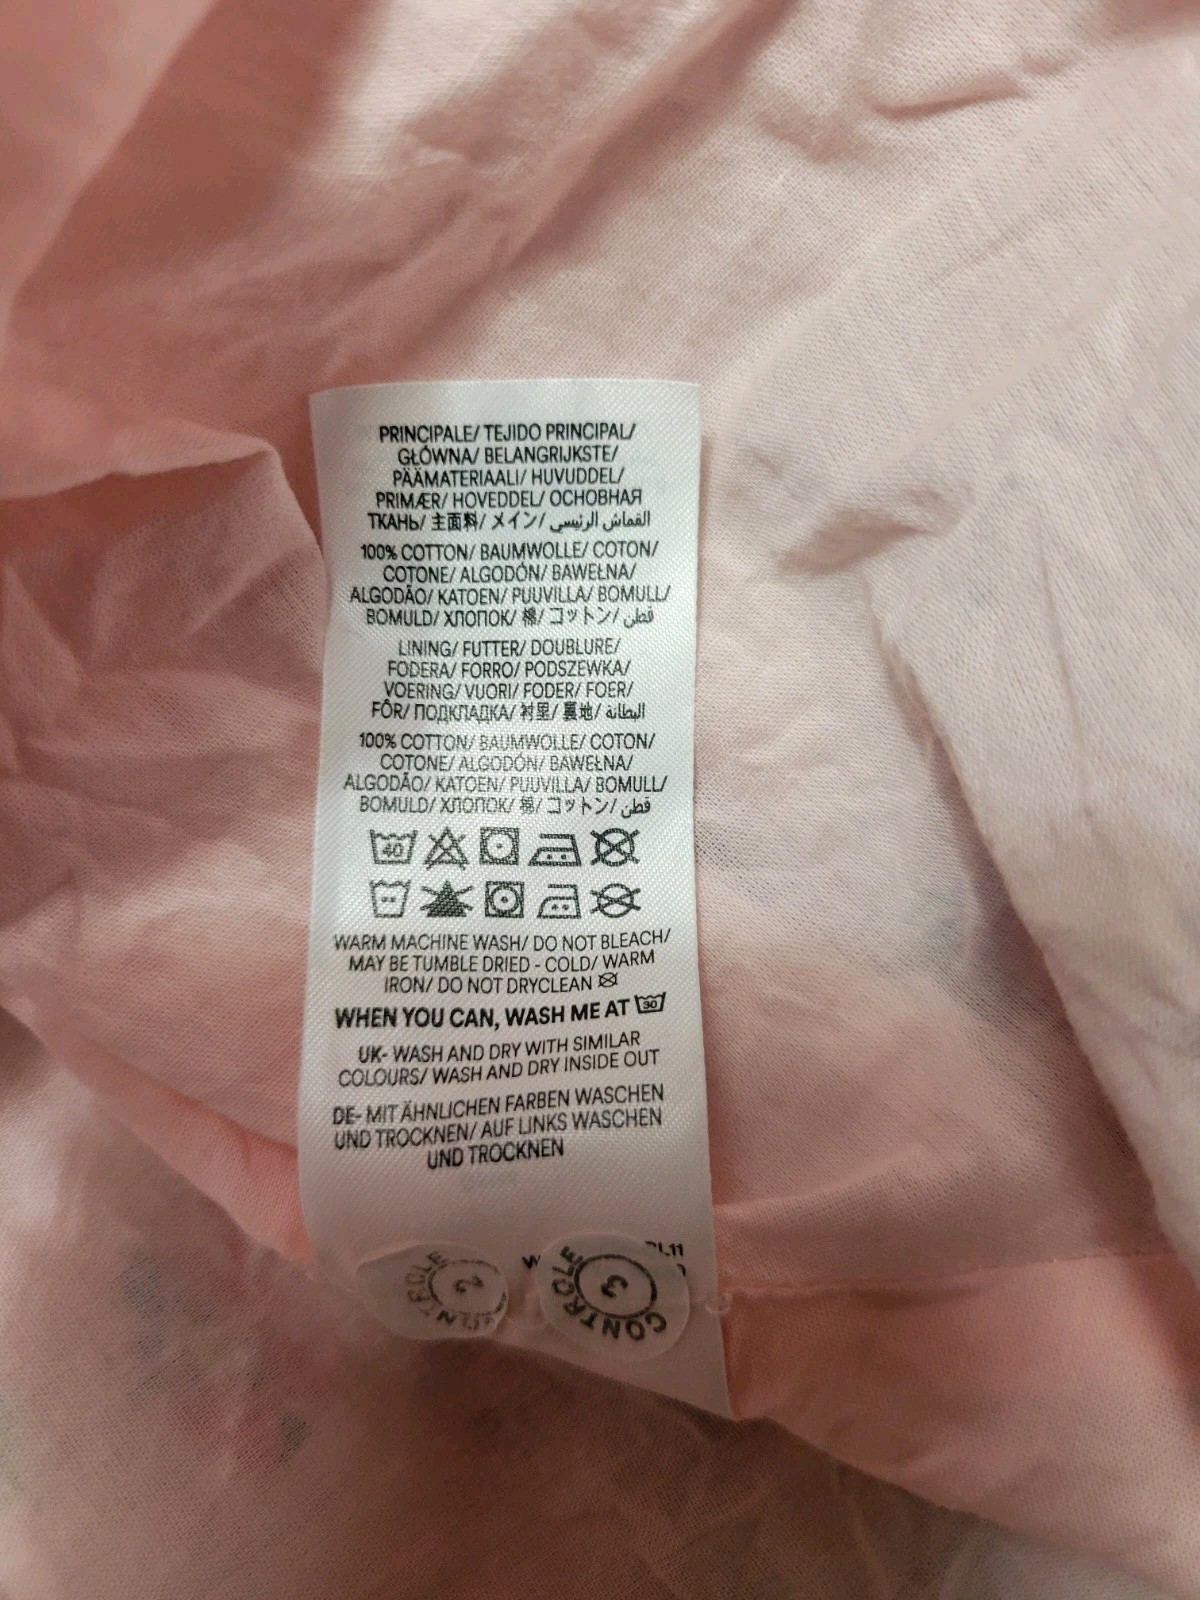 PRINCIPALE/ TEJIDO PRINCIPAL/
GŁÓWNA/ BELANGRIJKSTE/
PÄÄMATERIAALI/ HUVUDDEL/
PRIMÆR/ HOVEDDEL/ ОСНОВНАЯ
ТКАНЬ/ 主面料/ メイン/ القماش الرئيسي
100% COTTON/ BAUMWOLLE/ COTON/
COTONE/ ALGODÓN/ BAWEŁNA/
ALGODÃO/ KATOEN/ PUUVILLA/ BOMULL/
BOMULD/ ХЛОПОК/ 棉/ コットン/ قطن
LINING/ FUTTER/ DOUBLURE/
FODERA/ FORRO/ PODSZEWKA/
VOERING/ VUORI/ FODER/ FOER/
FÔR/ ПОДКЛАДКА/ 衬里/ 裏地/ البطانة
100% COTTON/ BAUMWOLLE/ COTON/
COTONE/ ALGODÓN/ BAWEŁNA/
ALGODÃO/ KATOEN/ PUUVILLA/ BOMULL/
BOMULD/ ХЛОПОК/ 棉/ コットン/ قطن
40
WARM MACHINE WASH/ DO NOT BLEACH/
MAY BE TUMBLE DRIED - COLD/ WARM
IRON/ DO NOT DRYCLEAN
WHEN YOU CAN, WASH ME AT 30
UK- WASH AND DRY WITH SIMILAR
COLOURS/ WASH AND DRY INSIDE OUT
DE- MIT ÄHNLICHEN FARBEN WASCHEN
UND TROCKNEN/ AUF LINKS WASCHEN
UND TROCKNEN
CONTROLE 2
CONTROLE 3